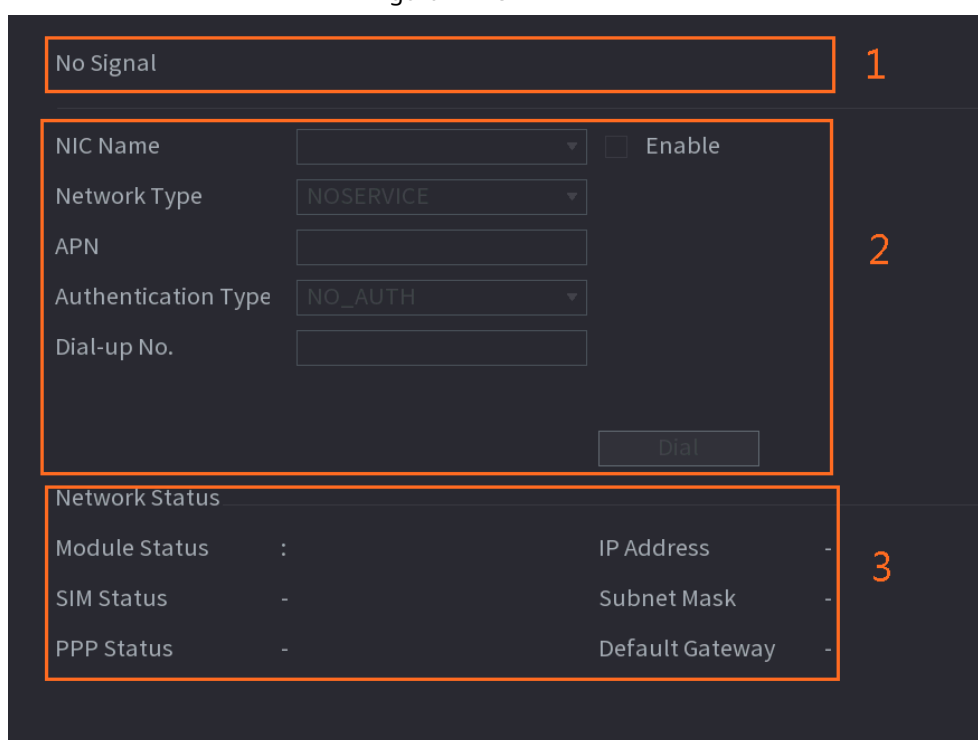 No Signal
1
NIC Name Enable
Network Type NOSERVICE
APN
2
Authentication Type NO_AUTH
Dial-up No.
Dial
Network Status
Module Status : IP Address -
3
SIM Status - Subnet Mask -
PPP Status - Default Gateway -